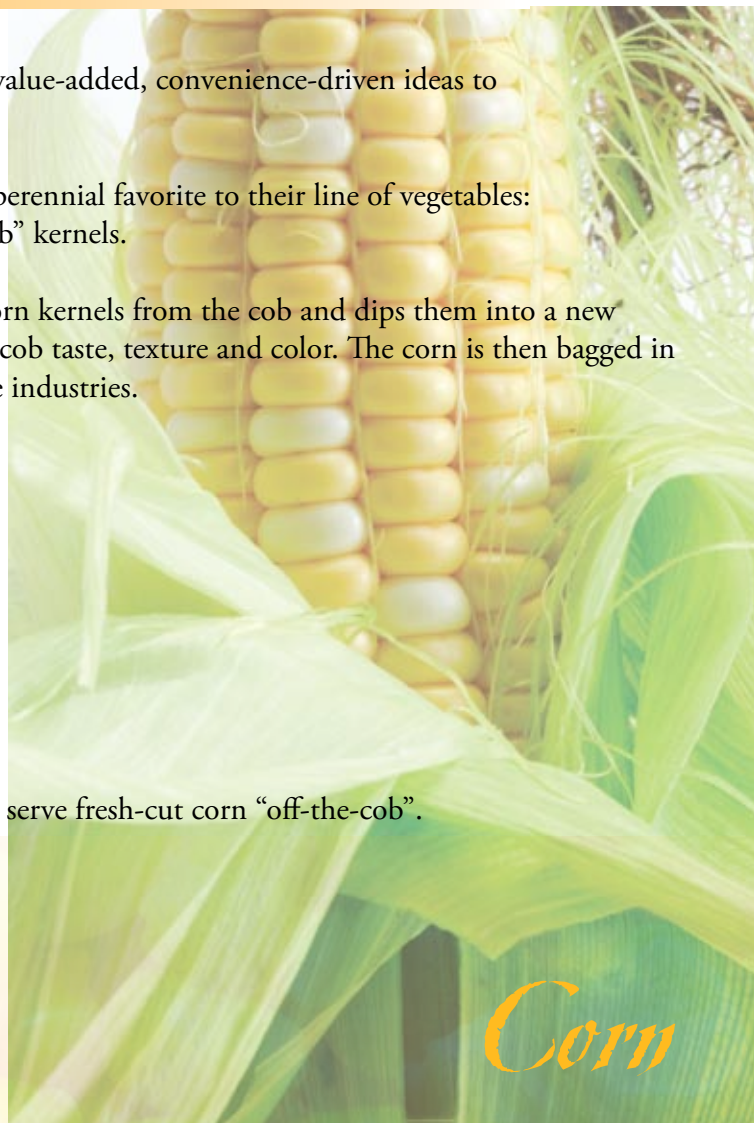 value-added, convenience-driven ideas to
perennial favorite to their line of vegetables:
b” kernels.
rn kernels from the cob and dips them into a new
cob taste, texture and color. The corn is then bagged in
e industries.
serve fresh-cut corn “off-the-cob”.
Corn